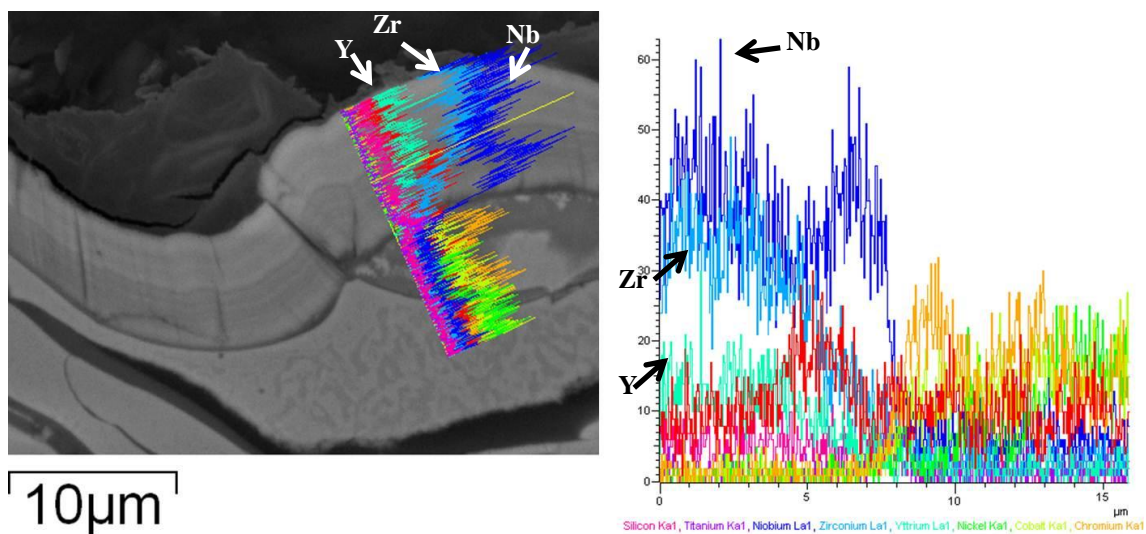 Y
Zr
Nb
10µm
60
50
40
30
20
10
0
Nb
Zr
Y
0
5
10
15
µm
Silicon Ka1, Titanium Ka1, Niobium La1, Zirconium La1, Yttrium La1, Nickel Ka1, Cobalt Ka1, Chromium Ka1